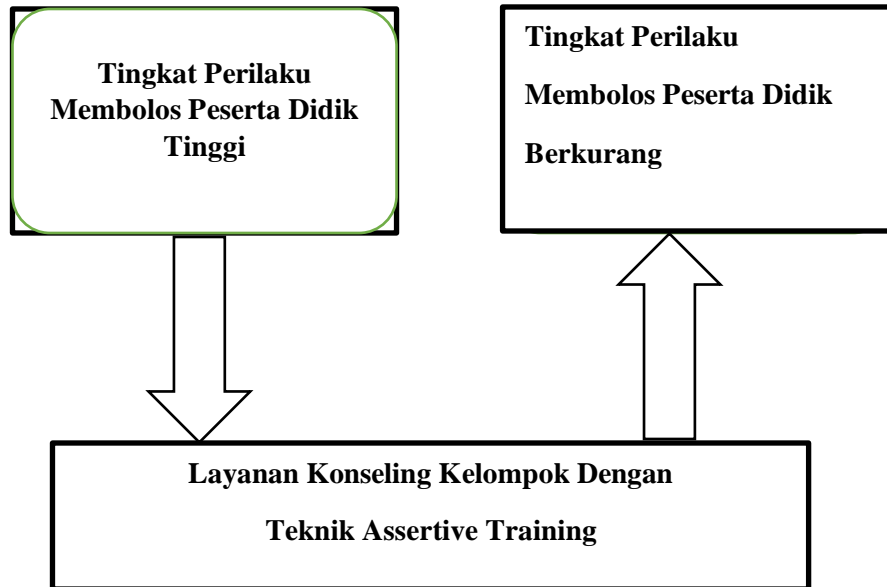 Tingkat Perilaku
Membolos Peserta Didik
Tinggi
Tingkat Perilaku
Membolos Peserta Didik
Berkurang
Layanan Konseling Kelompok Dengan
Teknik Assertive Training